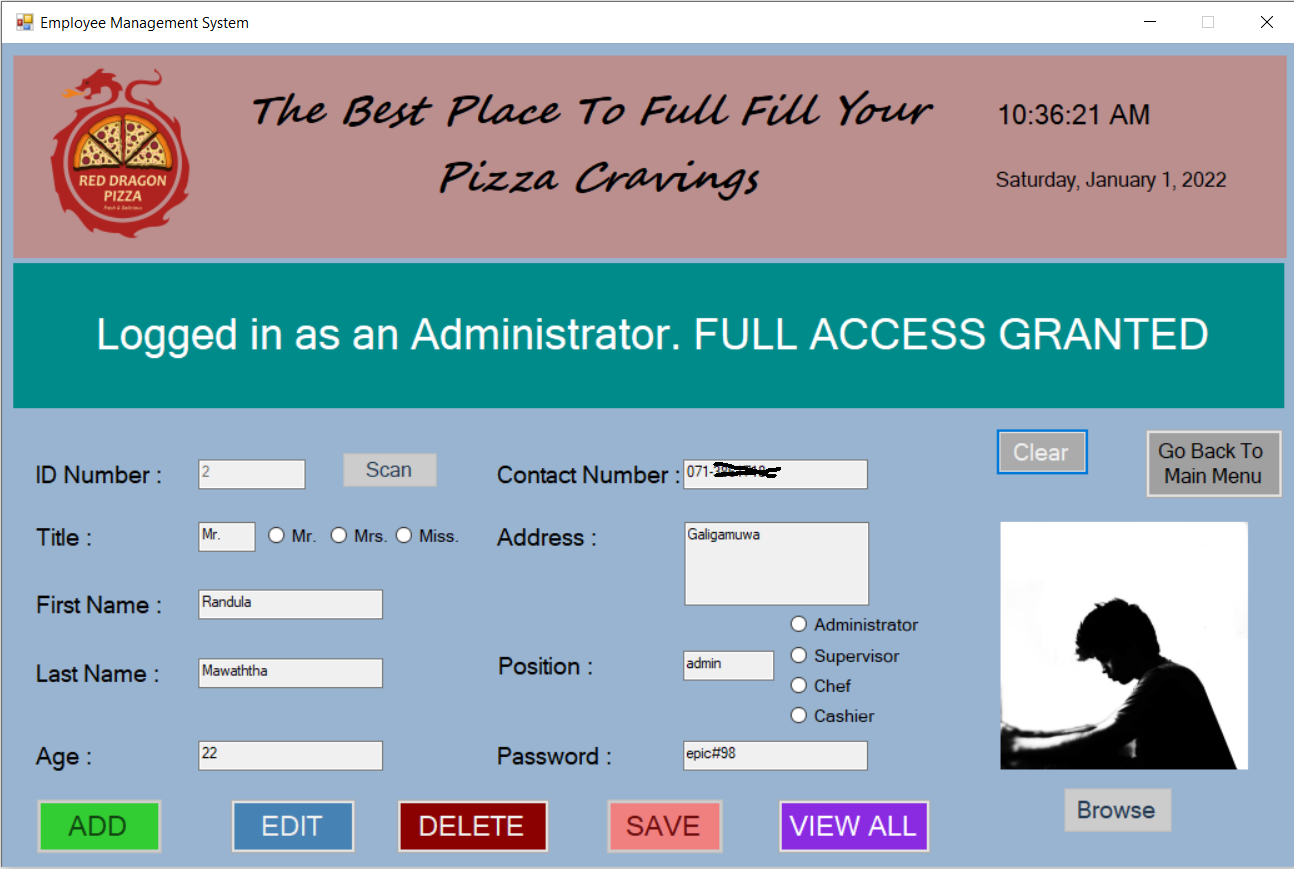 Employee Management System
The Best Place To Full Fill Your
Pizza Cravings
10:36:21 AM
Saturday, January 1, 2022
RED DRAGON
PIZZA
Fresh & Delicious
Logged in as an Administrator. FULL ACCESS GRANTED
ID Number : 2 Scan
Contact Number : 071-
Clear
Go Back To
Main Menu
Title : Mr. Mr. Mrs. Miss.
Address : Galigamuwa
First Name : Randula
Administrator
Supervisor
Chef
Cashier
Last Name : Mawaththa
Position : admin
Age : 22
Password : epic#98
Browse
ADD EDIT DELETE SAVE VIEW ALL